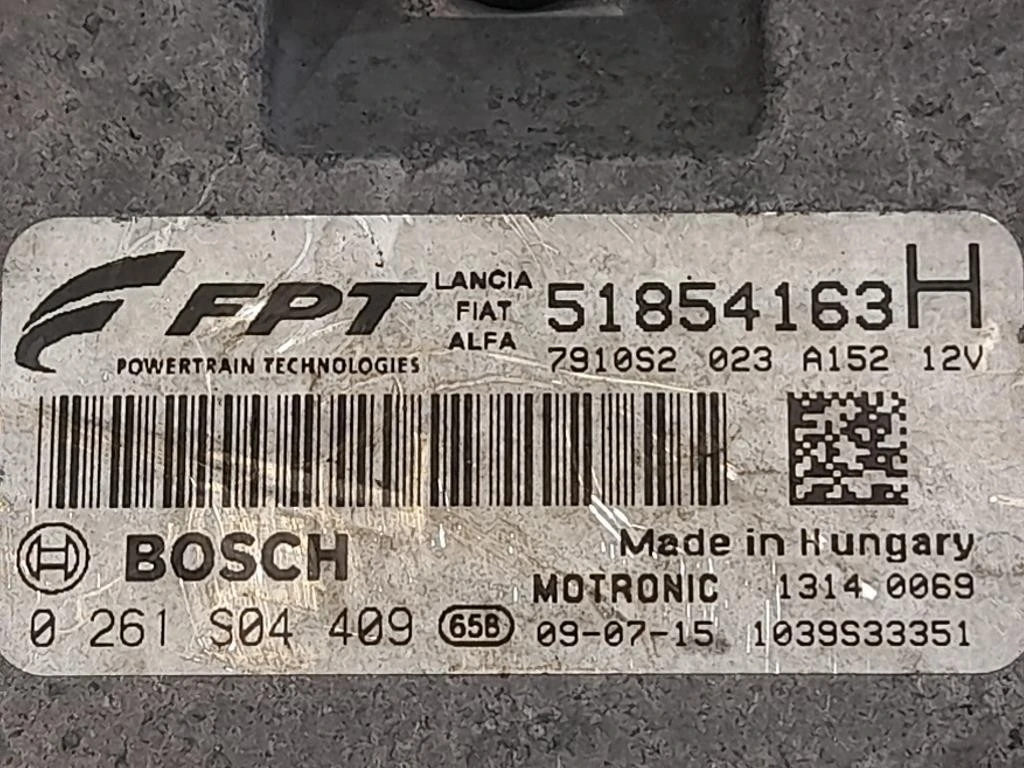 FPT
POWERTRAIN TECHNOLOGIES
LANCIA
FIAT
ALFA
51854163 H
7910S2 023 A152 12V
BOSCH
Made in Hungary
MOTRONIC 1314 0069
0 261 S04 409 65B 09-07-15 1039S33351